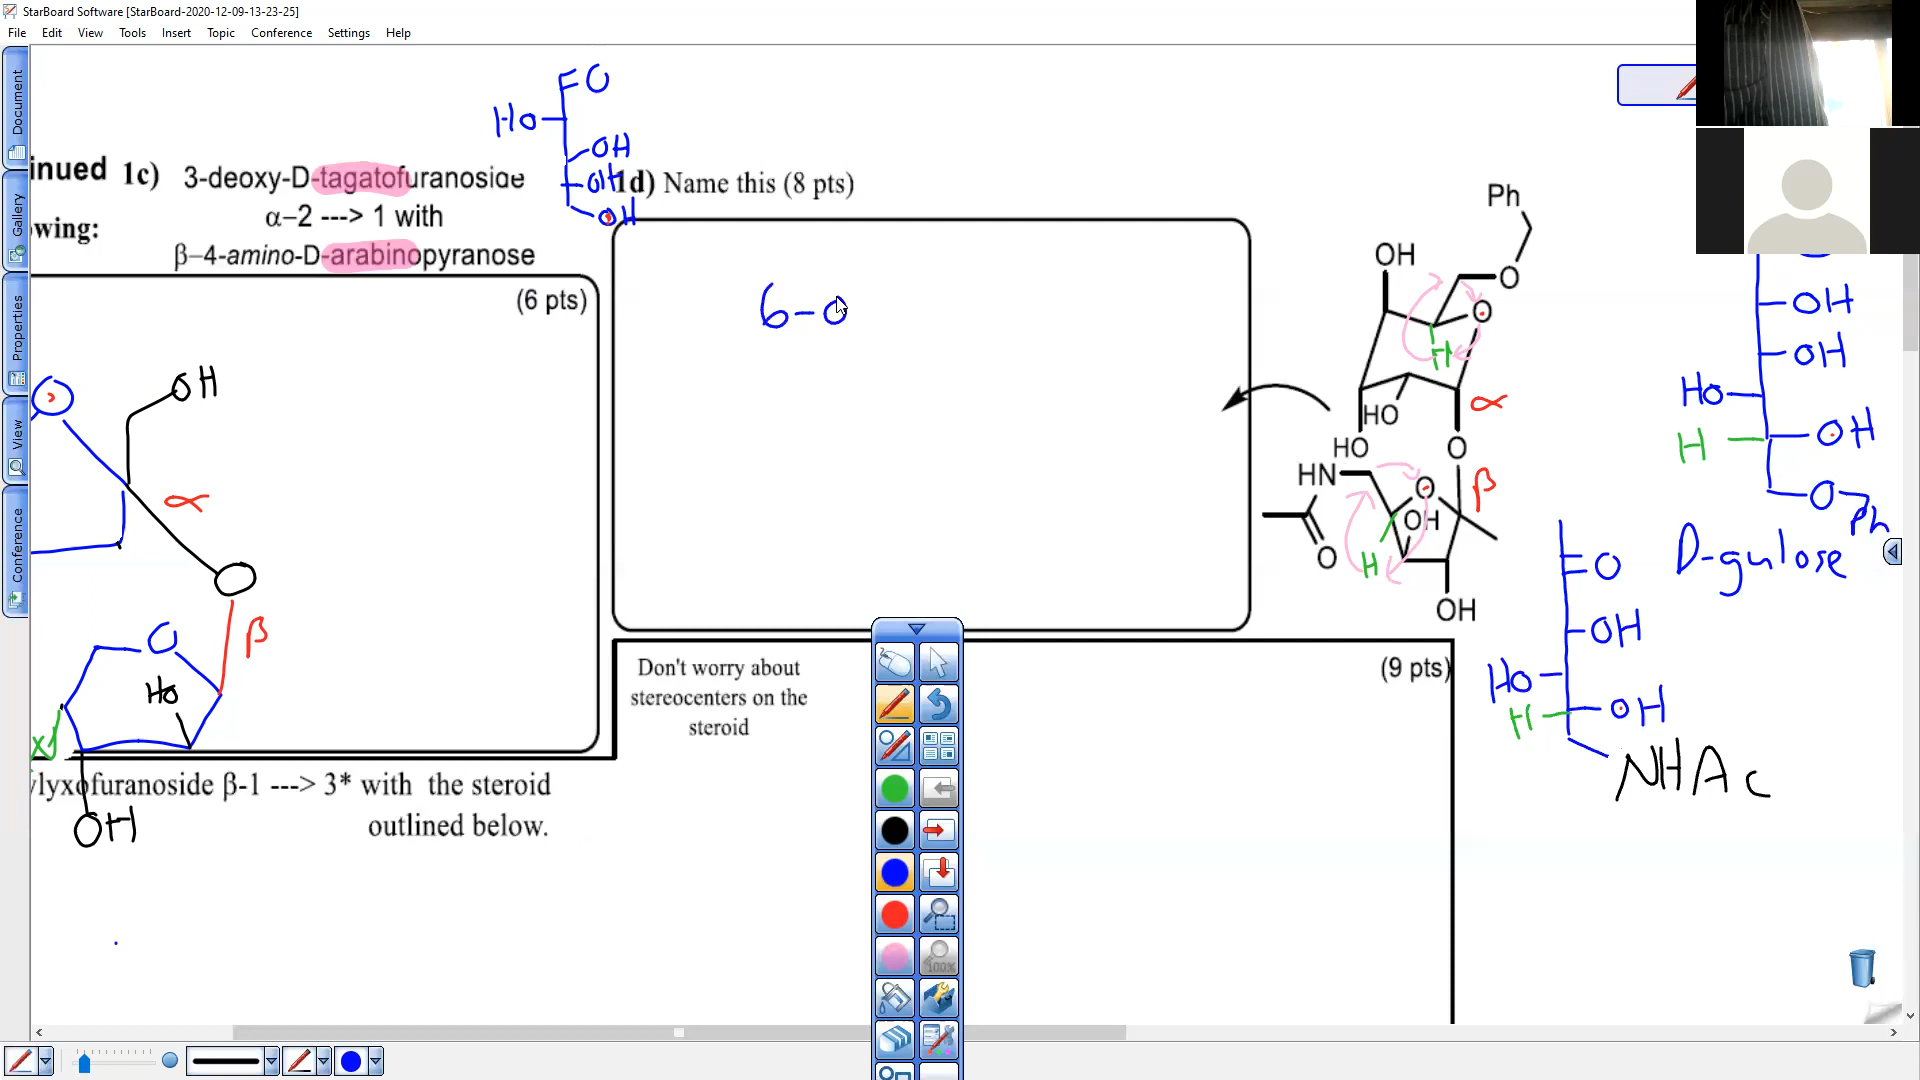 StarBoard Software [StarBoard-2020-12-09-13-23-25]
File Edit View Tools Insert Topic Conference Settings Help
Document
Gallery
Properties
View
Conference
inued 1c) 3-deoxy-D-tagatofuranoside
owing: α-2 ---> 1 with
β-4-amino-D-arabinopyranose
(6 pts)
O
HO
OH
OH
OH
1d) Name this (8 pts)
6-O
OH
α
O
β
O
HO
OH
lyxofuranoside β-1 ---> 3* with the steroid
outlined below.
Don't worry about
stereocenters on the
steroid
(9 pts)
Ph
OH
O
O
H
HO
α
HO
O
HN
O
β
OH
H
O
OH
OH
OH
HO
H
OH
O
Ph
D-gulose
O
OH
HO
H
OH
NHAc
100%